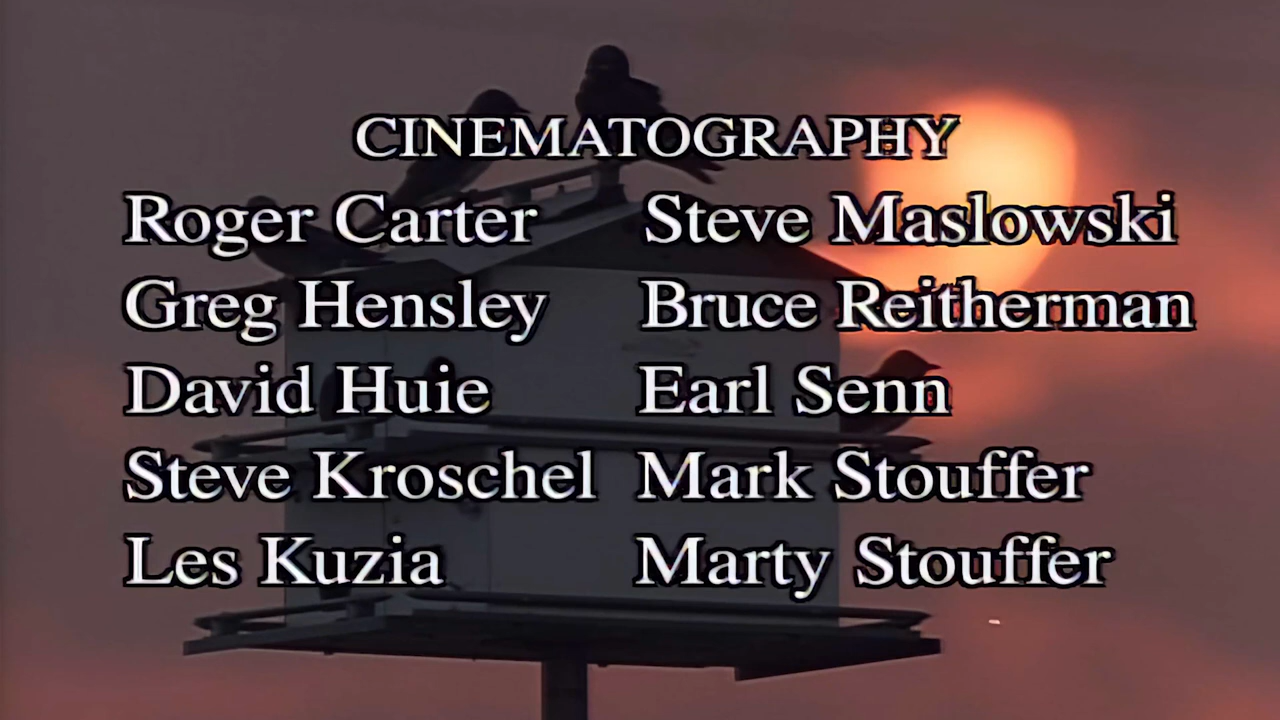 CINEMATOGRAPHY
Roger Carter Steve Maslowski
Greg Hensley Bruce Reitherman
David Huie Earl Senn
Steve Kroschel Mark Stouffer
Les Kuzia Marty Stouffer